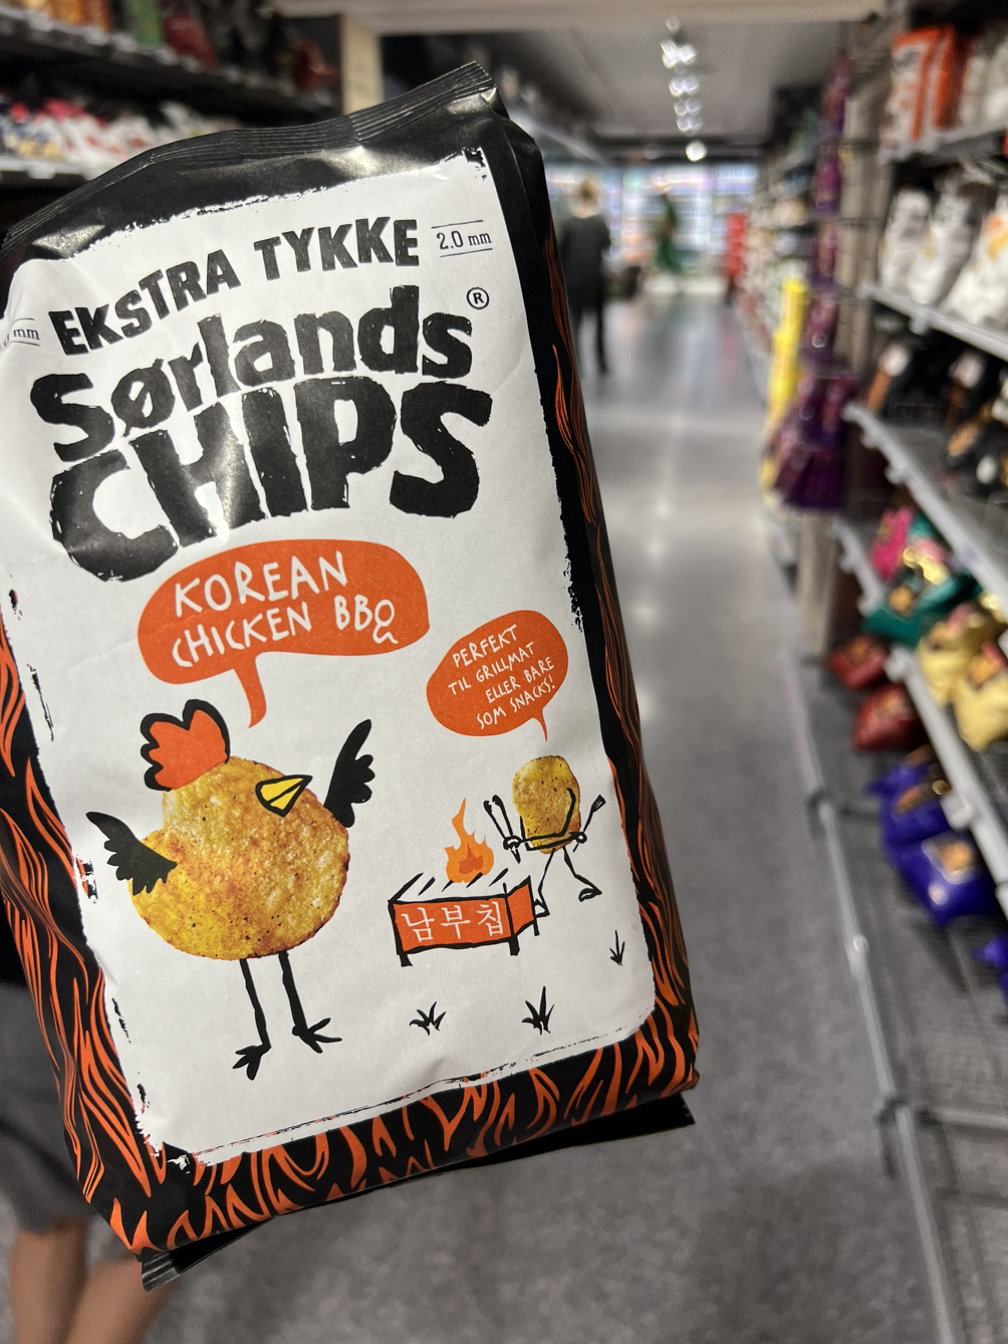 EKSTRA TYKKE
2.0 mm
mm
Sørlands®
CHIPS
KOREAN
CHICKEN BBQ
PERFEKT
TIL GRILLMAT
ELLER BARE
SOM SNACKS!
남부칩